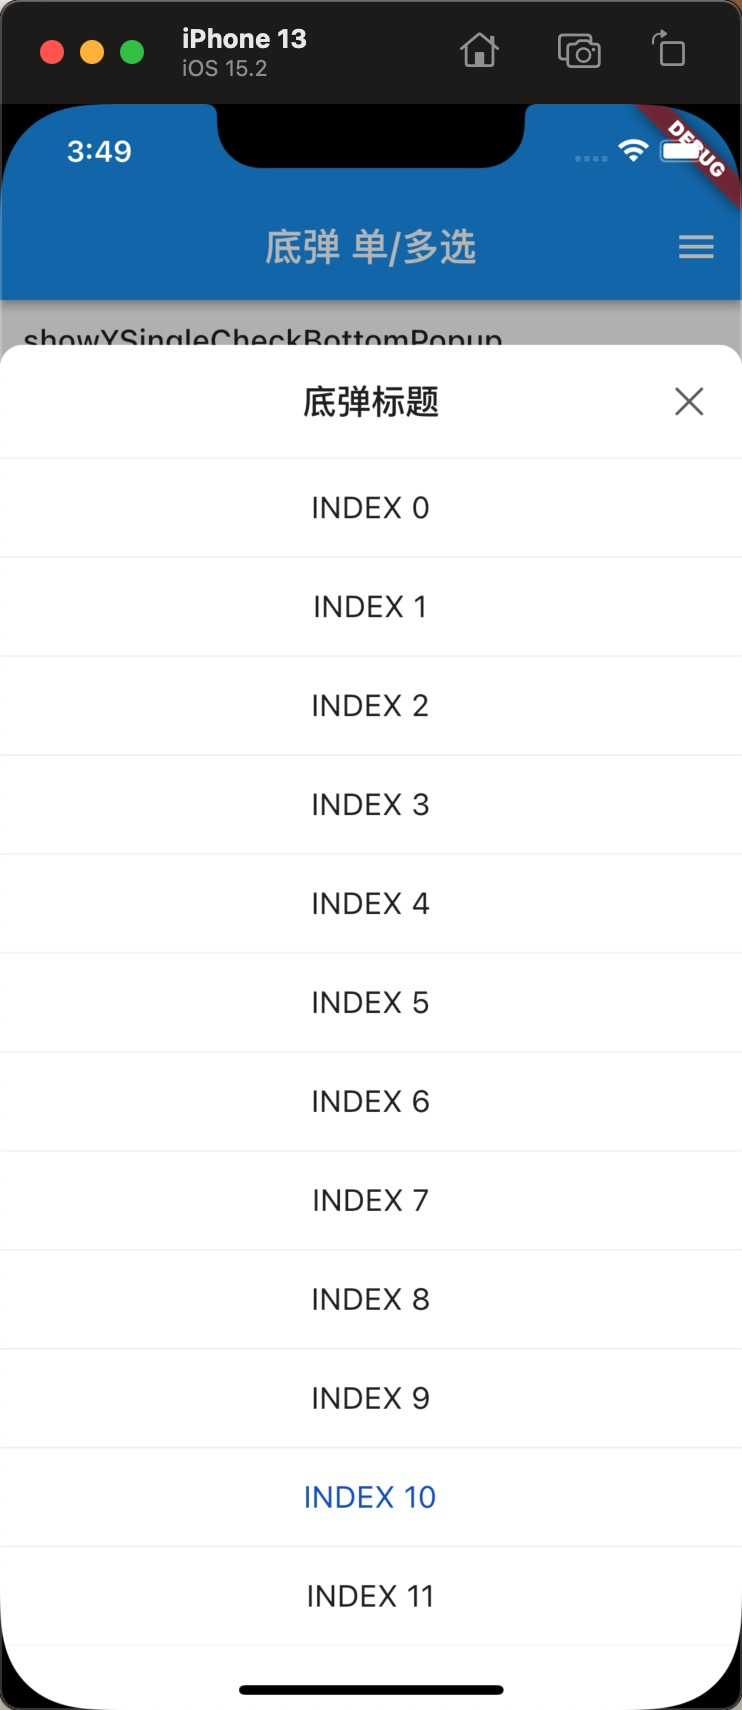 iPhone 13
iOS 15.2
3:49
DEBUG
底弹 单/多选
showYSingleCheckBottomPopup
底弹标题
INDEX 0
INDEX 1
INDEX 2
INDEX 3
INDEX 4
INDEX 5
INDEX 6
INDEX 7
INDEX 8
INDEX 9
INDEX 10
INDEX 11